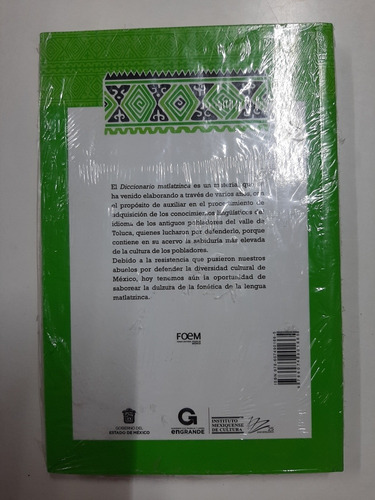 El Diccionario matlatzinca es un material, que
ha venido elaborando a través de varios años, con
el propósito de auxiliar en el procedimiento de
adquisición de los conocimientos lingüísticos del
idioma de los antiguos pobladores del valle de
Toluca, quienes lucharon por defenderlo, porque
contiene en su acervo la sabiduría más elevada
de la cultura de los pobladores.
Debido a la resistencia que pusieron nuestros
abuelos por defender la diversidad cultural de
México, hoy tenemos aún la oportunidad de
saborear la dulzura de la fonética de la lengua
matlatzinca.
FOEM
GOBIERNO DEL
ESTADO DE MÉXICO
G
enGRANDE
INSTITUTO
MEXIQUENSE
DE CULTURA